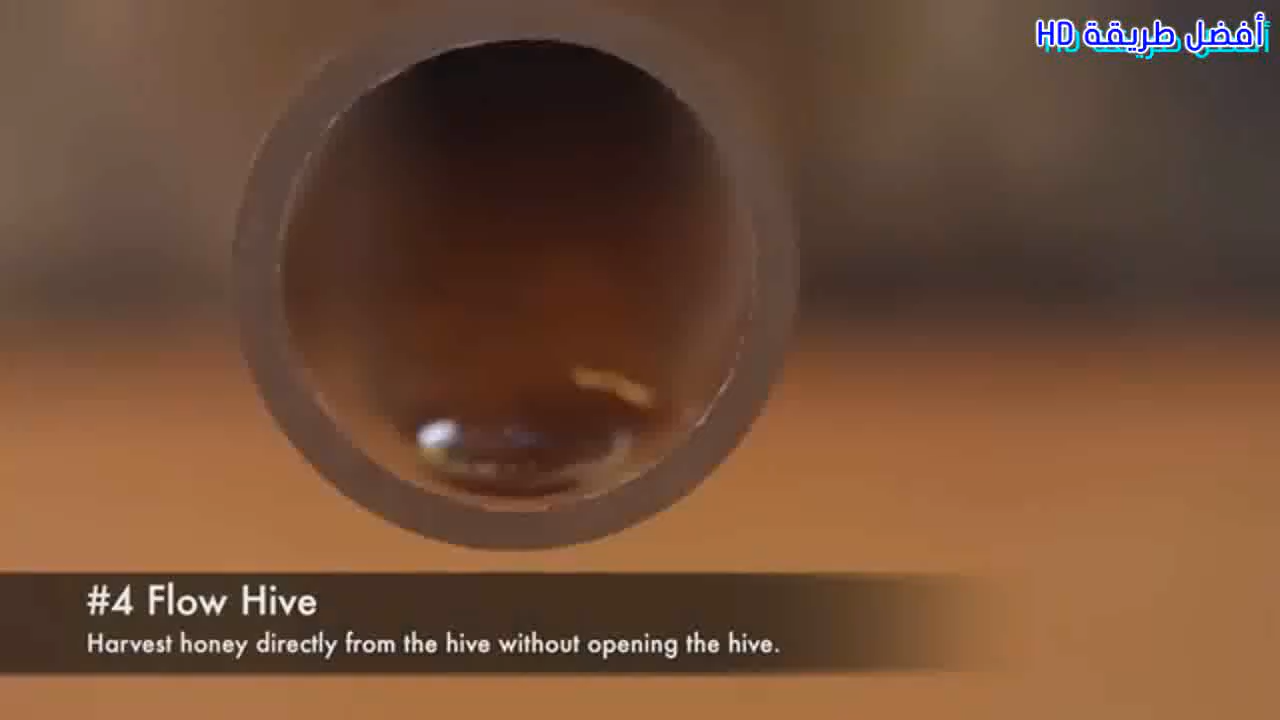 أفضل طريقة HD
#4 Flow Hive
Harvest honey directly from the hive without opening the hive.